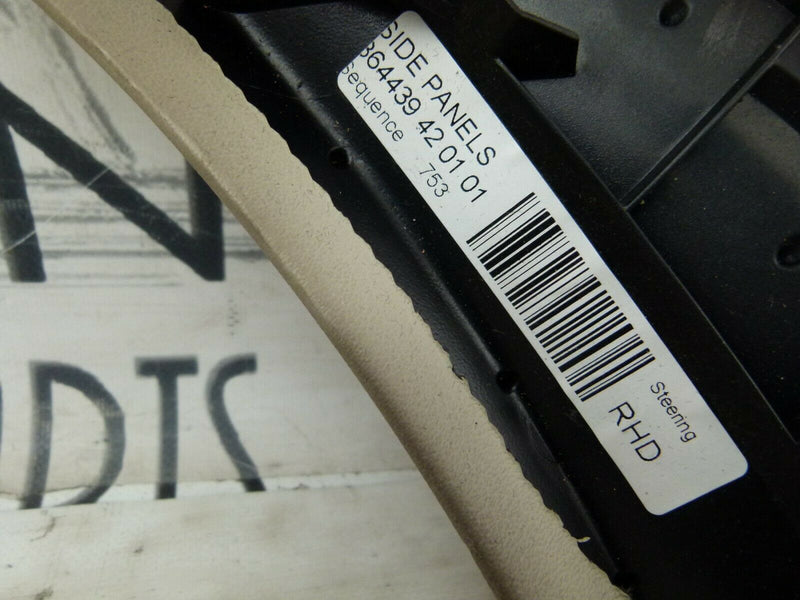 SIDE PANELS
364439 42 01 01
Sequence 753
Steering
RHD